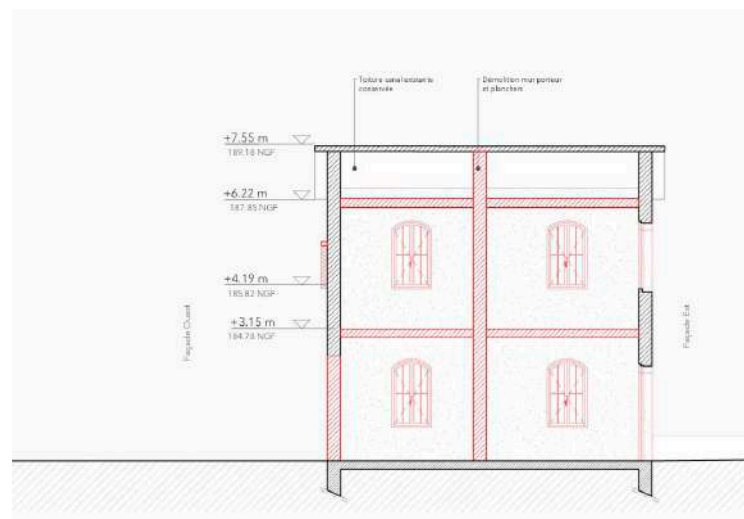 Toiture usinel existante
conservée
Démolition mur porteur
et planchers
+7.55 m
189.18 NGF
+6.22 m
187.85 NGF
+4.19 m
185.82 NGF
+3.15 m
184.78 NGF
Façade Ouest
Façade Est